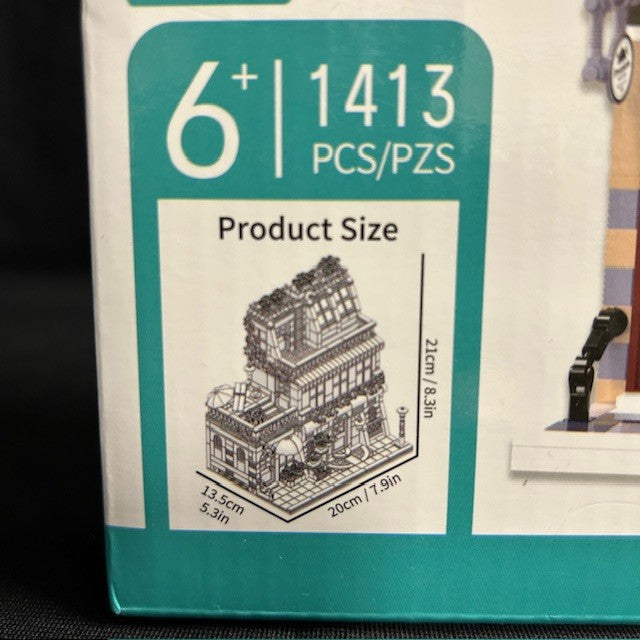 6+
1413
PCS/PZS
Product Size
21cm / 8.3in
13.5cm
5.3in
20cm / 7.9in